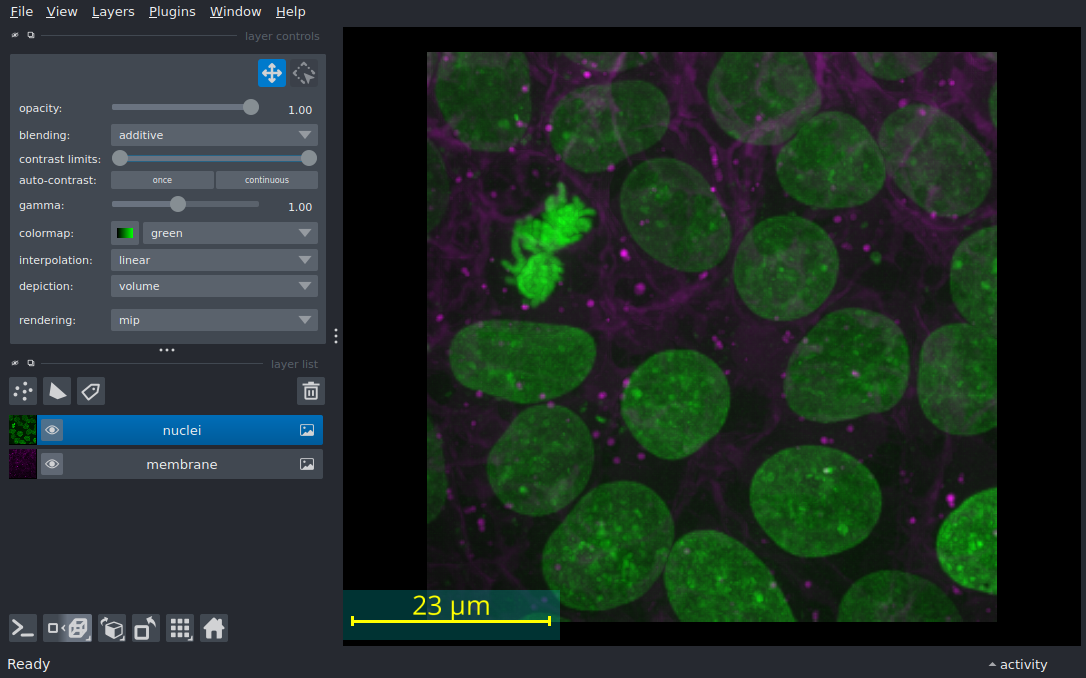 File View Layers Plugins Window Help
layer controls
opacity: 1.00
blending: additive
contrast limits:
auto-contrast: once continuous
gamma: 1.00
colormap: green
interpolation: linear
depiction: volume
rendering: mip
layer list
nuclei
membrane
23 µm
Ready activity